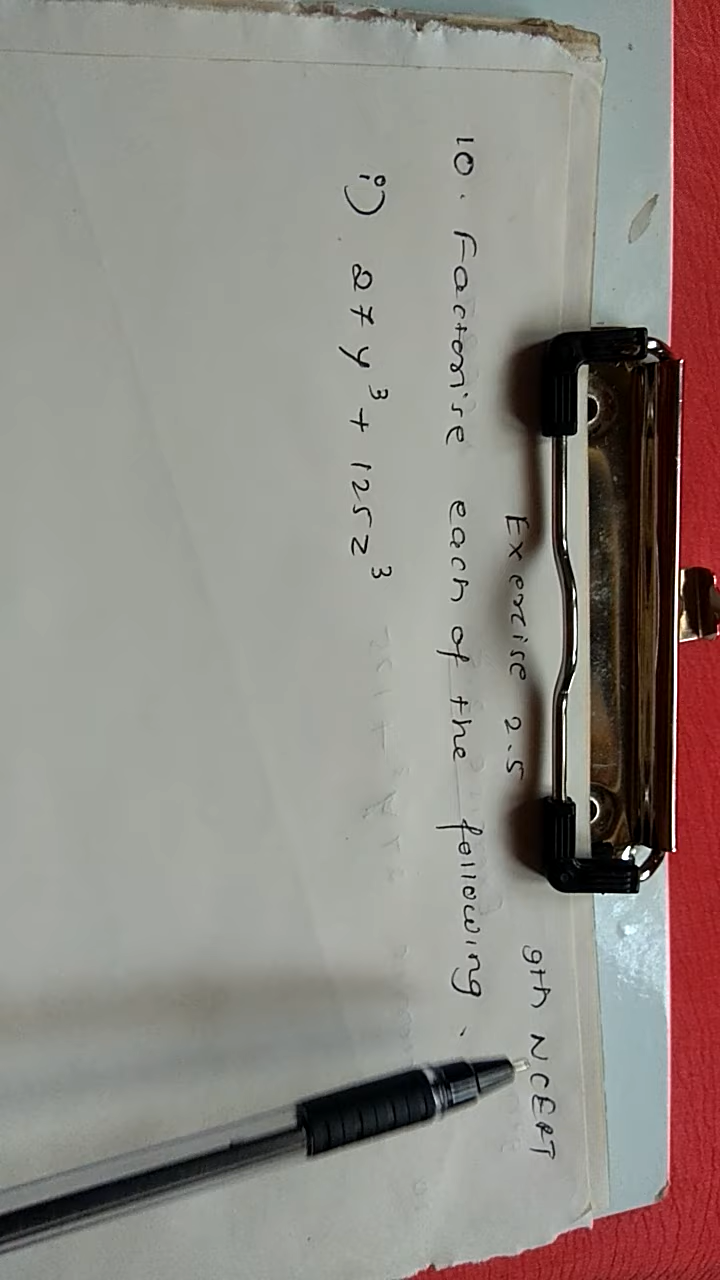 9th NCERT
Exercise 2.5
10. Factorise each of the following.
i) 27y³ + 125z³